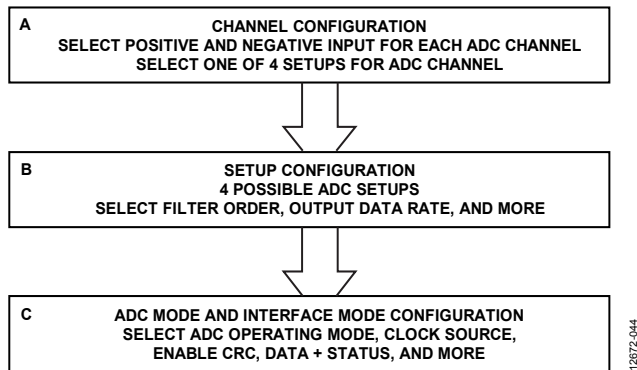 A
CHANNEL CONFIGURATION
SELECT POSITIVE AND NEGATIVE INPUT FOR EACH ADC CHANNEL
SELECT ONE OF 4 SETUPS FOR ADC CHANNEL
B
SETUP CONFIGURATION
4 POSSIBLE ADC SETUPS
SELECT FILTER ORDER, OUTPUT DATA RATE, AND MORE
C
ADC MODE AND INTERFACE MODE CONFIGURATION
SELECT ADC OPERATING MODE, CLOCK SOURCE,
ENABLE CRC, DATA + STATUS, AND MORE
12672-044